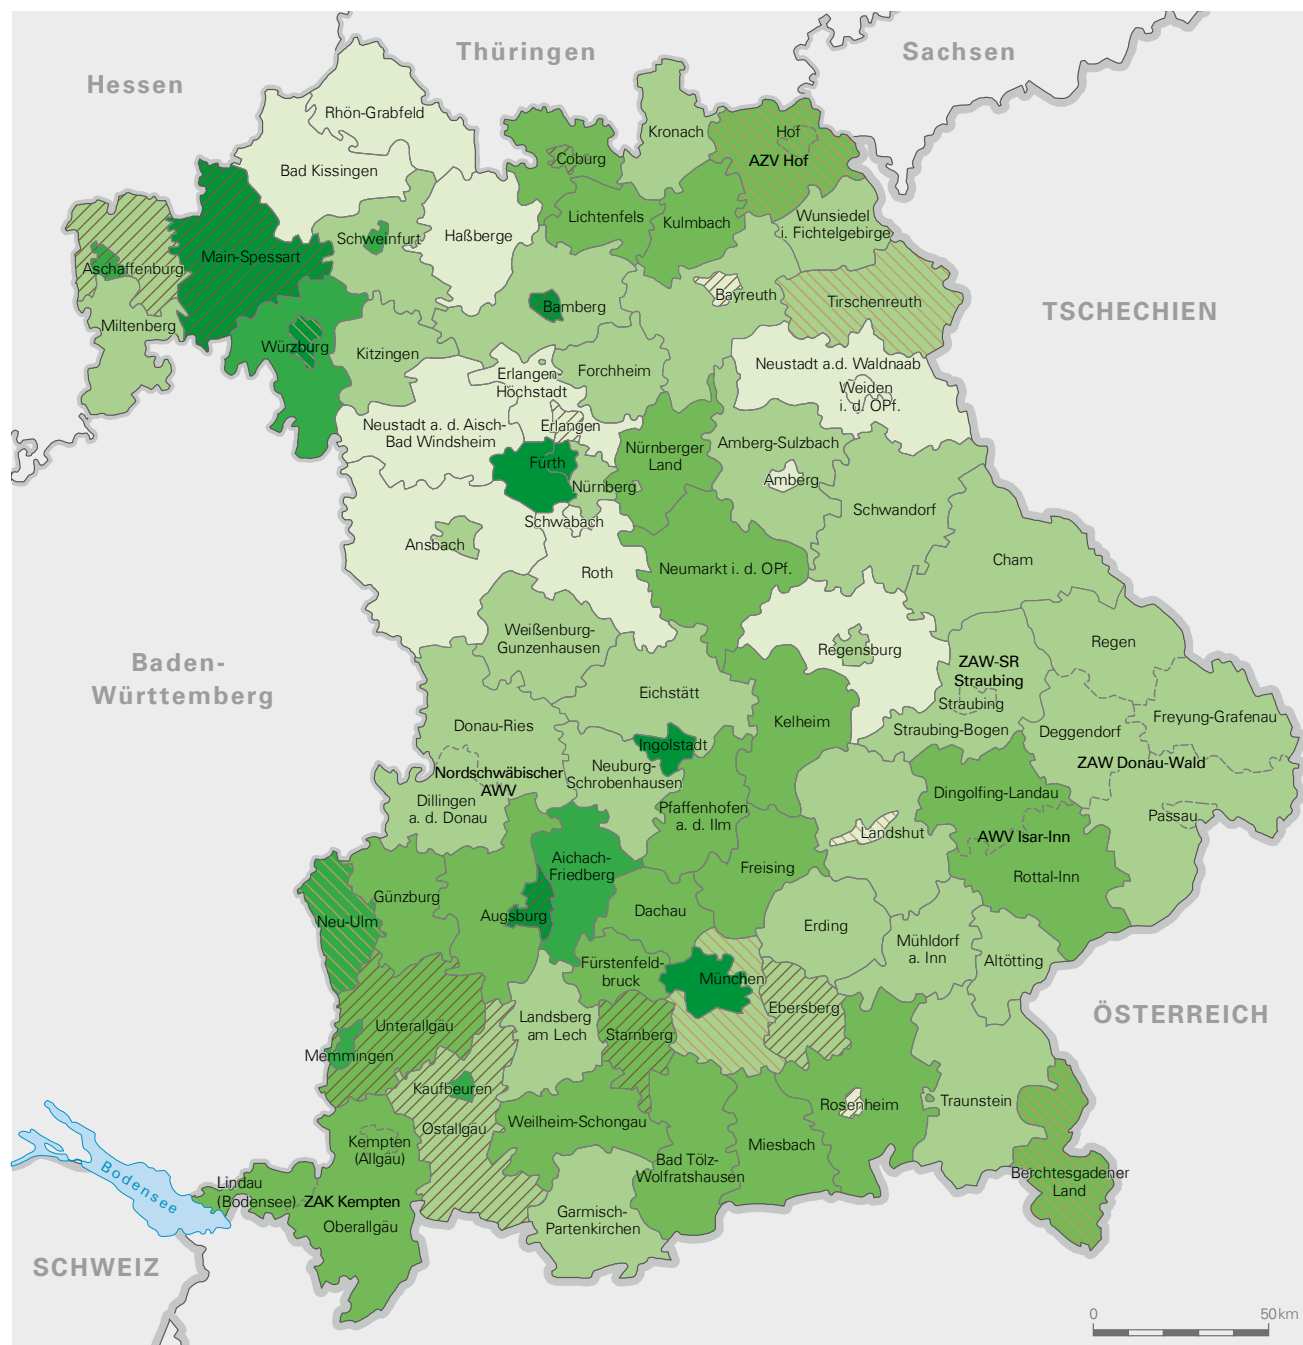 Thüringen
Sachsen
Hessen
Rhön-Grabfeld
Kronach
Hof
AZV Hof
Coburg
Bad Kissingen
Lichtenfels
Kulmbach
Wunsiedel
i. Fichtelgebirge
Schweinfurt
Haßberge
Main-Spessart
Aschaffenburg
Bayreuth
Tirschenreuth
Bamberg
TSCHECHIEN
Miltenberg
Würzburg
Kitzingen
Forchheim
Erlangen-
Höchstadt
Neustadt a.d. Waldnaab
Weiden
i. d. OPf.
Neustadt a. d. Aisch-
Bad Windsheim
Erlangen
Fürth
Nürnberger
Land
Amberg-Sulzbach
Amberg
Nürnberg
Schwabach
Schwandorf
Ansbach
Roth
Neumarkt i. d. OPf.
Cham
Weißenburg-
Gunzenhausen
Regensburg
Regen
ZAW-SR
Straubing
Straubing
Baden-
Württemberg
Eichstätt
Kelheim
Straubing-Bogen
Deggendorf
Freyung-Grafenau
Donau-Ries
Ingolstadt
Neuburg-
Schrobenhausen
ZAW Donau-Wald
Nordschwäbischer
AWV
Dillingen
a. d. Donau
Pfaffenhofen
a. d. Ilm
Dingolfing-Landau
Passau
Landshut
AWV Isar-Inn
Rottal-Inn
Aichach-
Friedberg
Freising
Günzburg
Neu-Ulm
Augsburg
Dachau
Erding
Mühldorf
a. Inn
Altötting
Fürstenfeld-
bruck
München
Ebersberg
ÖSTERREICH
Landsberg
am Lech
Starnberg
Unterallgäu
Memmingen
Kaufbeuren
Ostallgäu
Rosenheim
Traunstein
Weilheim-Schongau
Miesbach
Kempten
(Allgäu)
Bad Tölz-
Wolfratshausen
Berchtesgadener
Land
Bodensee
Lindau
(Bodensee)
ZAK Kempten
Oberallgäu
Garmisch-
Partenkirchen
SCHWEIZ
0 50 km